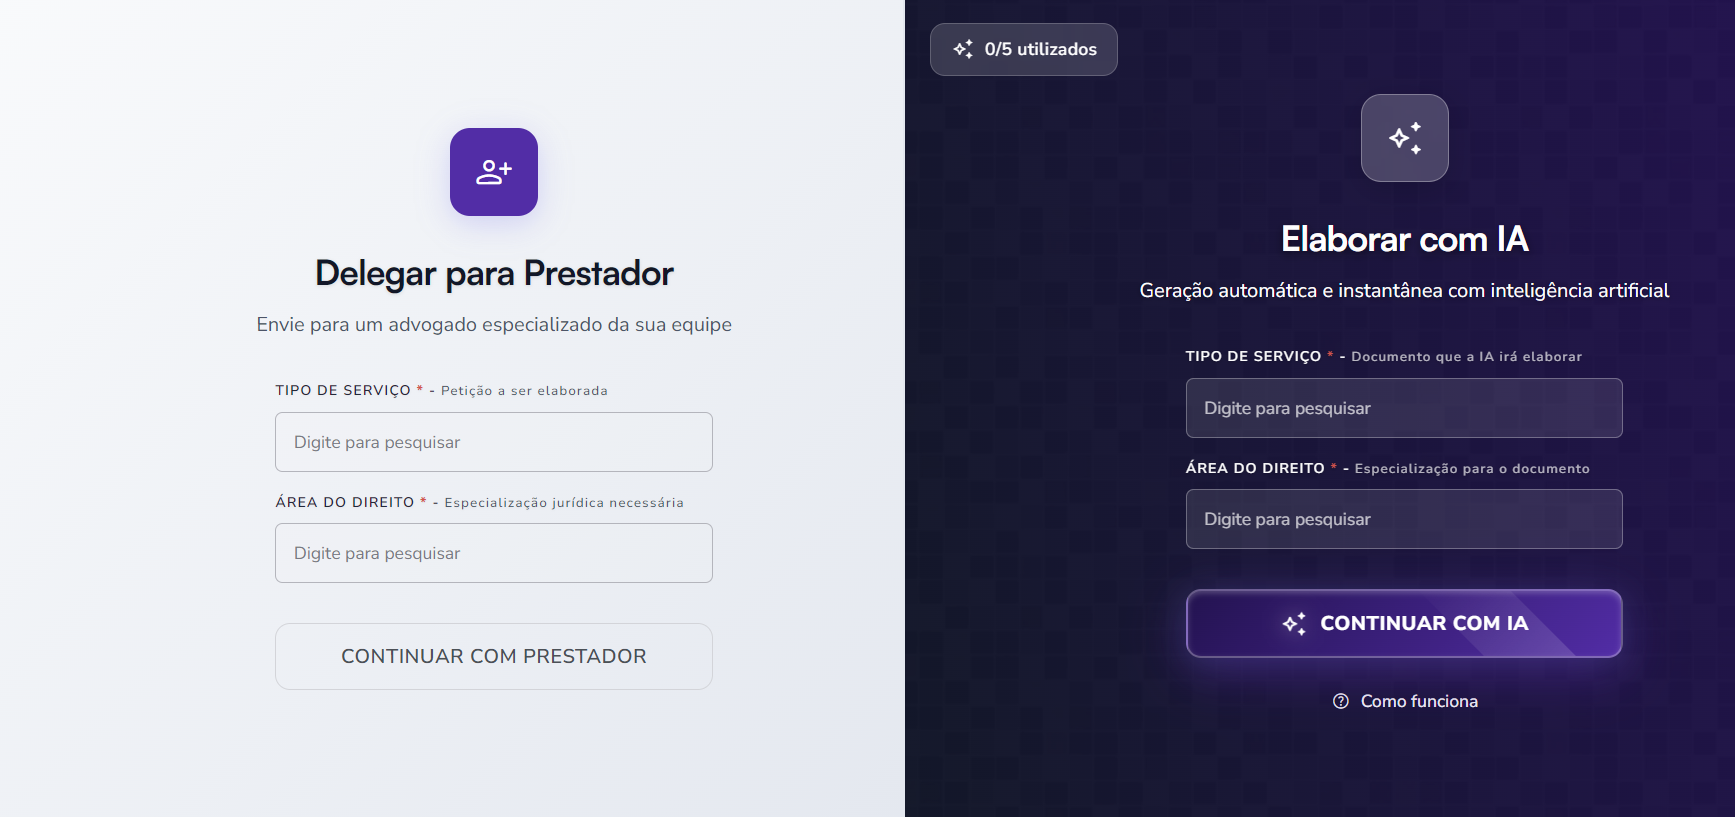 Delegar para Prestador
Envie para um advogado especializado da sua equipe
TIPO DE SERVIÇO * - Petição a ser elaborada
Digite para pesquisar
ÁREA DO DIREITO * - Especialização jurídica necessária
Digite para pesquisar
CONTINUAR COM PRESTADOR
0/5 utilizados
Elaborar com IA
Geração automática e instantânea com inteligência artificial
TIPO DE SERVIÇO * - Documento que a IA irá elaborar
Digite para pesquisar
ÁREA DO DIREITO * - Especialização para o documento
Digite para pesquisar
CONTINUAR COM IA
Como funciona